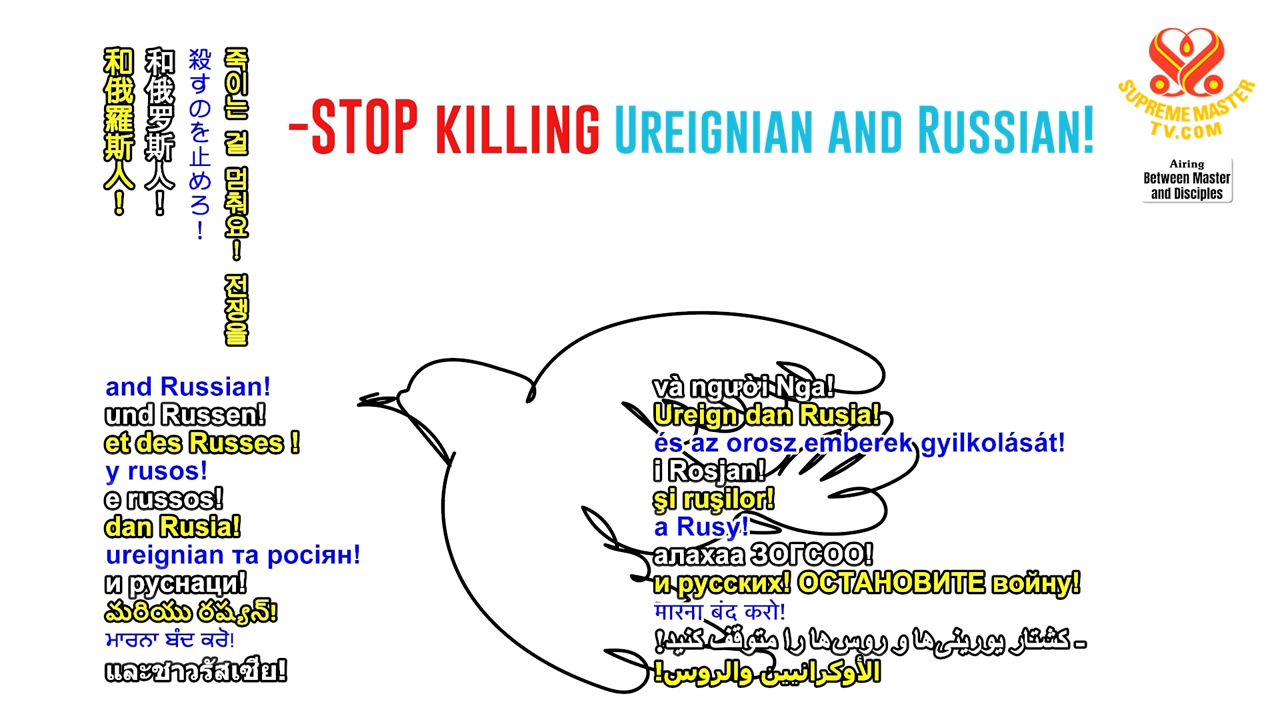 -STOP KILLING UREIGNIAN AND RUSSIAN!
SUPREME MASTER
TV.COM
Airing
Between Master
and Disciples
죽이는 걸 멈춰요! 전쟁을
殺すのを止めろ!
和俄罗斯人!
和俄羅斯人!
and Russian!
und Russen!
et des Russes !
y rusos!
e russos!
dan Rusia!
ureignian та росіян!
и руснаци!
మరియు రష్యన్!
ਮਾਰਨਾ ਬੰਦ ਕਰੋ!
และชาวรัสเซีย!
và người Nga!
Ureign dan Rusia!
és az orosz emberek gyilkolását!
i Rosjan!
și rușilor!
a Rusy!
алахаа ЗОГСОО!
и русских! ОСТАНОВИТЕ войну!
मारना बंद करो!
- کشتار یورینی‌ها و روس‌ها را متوقف کنید!
الأوكرانيين والروس!